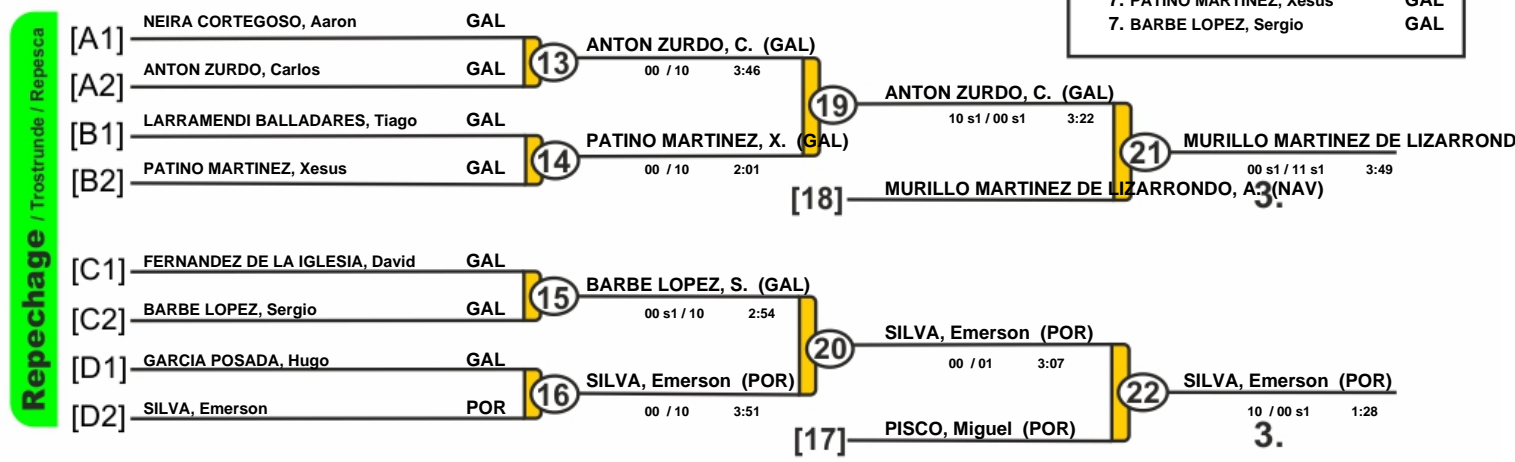 7. PATINO MARTINEZ, Xesus GAL
7. BARBE LOPEZ, Sergio GAL
Repechage / Trostrunde / Repesca
[A1] NEIRA CORTEGOSO, Aaron GAL
[A2] ANTON ZURDO, Carlos GAL
13 ANTON ZURDO, C. (GAL)
00 / 10 3:46
[B1] LARRAMENDI BALLADARES, Tiago GAL
[B2] PATINO MARTINEZ, Xesus GAL
14 PATINO MARTINEZ, X. (GAL)
00 / 10 2:01
19 ANTON ZURDO, C. (GAL)
10 s1 / 00 s1 3:22
[18] MURILLO MARTINEZ DE LIZARRONDO, A. (NAV)
21 MURILLO MARTINEZ DE LIZARROND
00 s1 / 11 s1 3:49
3.
[C1] FERNANDEZ DE LA IGLESIA, David GAL
[C2] BARBE LOPEZ, Sergio GAL
15 BARBE LOPEZ, S. (GAL)
00 s1 / 10 2:54
[D1] GARCIA POSADA, Hugo GAL
[D2] SILVA, Emerson POR
16 SILVA, Emerson (POR)
00 / 10 3:51
20 SILVA, Emerson (POR)
00 / 01 3:07
[17] PISCO, Miguel (POR)
22 SILVA, Emerson (POR)
10 / 00 s1 1:28
3.